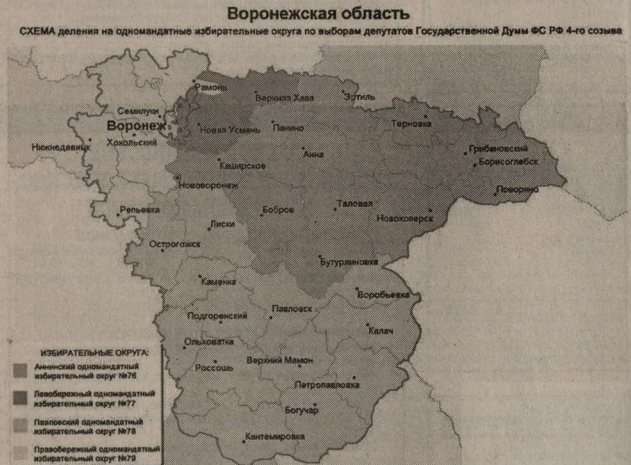 Воронежская область
СХЕМА деления на одномандатные избирательные округа по выборам депутатов Государственной Думы ФС РФ 4-го созыва
Рамонь
Верхняя Хава
Эртиль
Семилуки
Воронеж
Новая Усмань
Панино
Терновка
Хохольский
Нижнедевицк
Анна
Грибановский
Борисоглебск
Каширское
Нововоронеж
Поворино
Репьевка
Бобров
Таловая
Новохоперск
Лиски
Острогожск
Бутурлиновка
Каменка
Воробьевка
Подгоренский
Павловск
Калач
Ольховатка
Верхний Мамон
Россошь
Петропавловка
Богучар
Кантемировка
ИЗБИРАТЕЛЬНЫЕ ОКРУГА:
Аннинский одномандатный
избирательный округ №76
Левобережный одномандатный
избирательный округ №77
Павловский одномандатный
избирательный округ №78
Правобережный одномандатный
избирательный округ №79